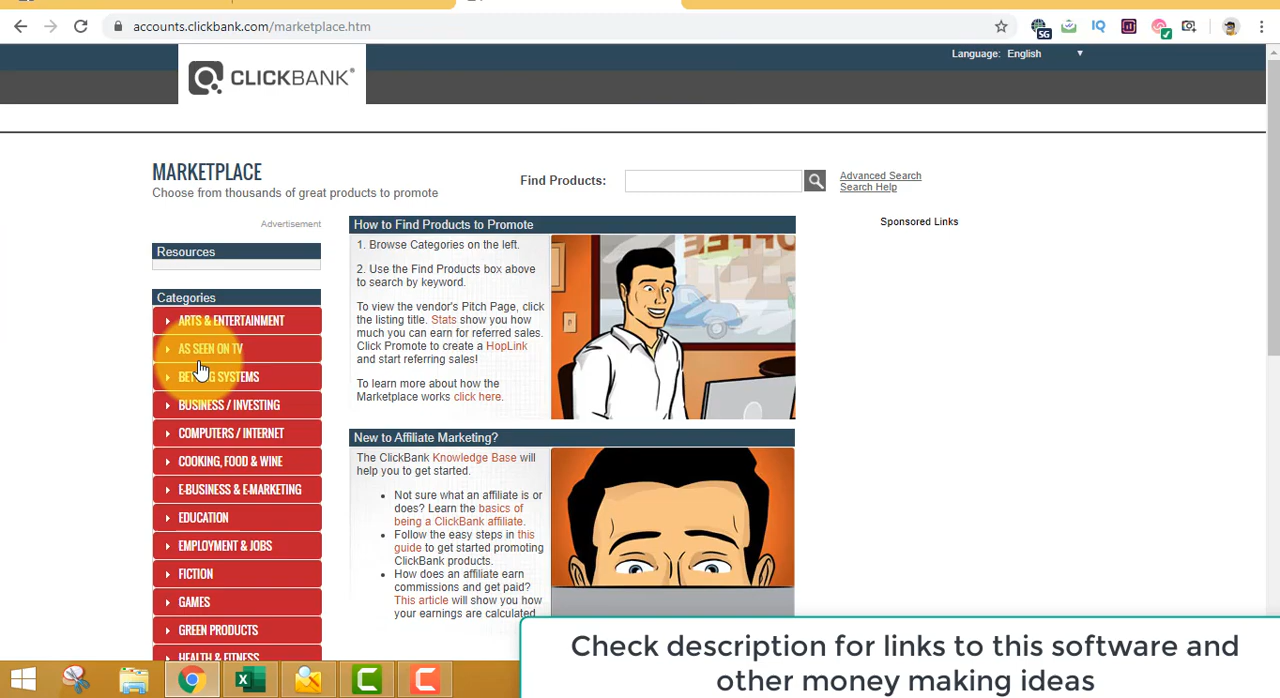 accounts.clickbank.com/marketplace.htm
SG
IQ
Language: English
CLICKBANK®
MARKETPLACE
Choose from thousands of great products to promote
Find Products:
Advanced Search
Search Help
Advertisement
Sponsored Links
Resources
Categories
ARTS & ENTERTAINMENT
AS SEEN ON TV
BETTING SYSTEMS
BUSINESS / INVESTING
COMPUTERS / INTERNET
COOKING, FOOD & WINE
E-BUSINESS & E-MARKETING
EDUCATION
EMPLOYMENT & JOBS
FICTION
GAMES
GREEN PRODUCTS
HEALTH & FITNESS
How to Find Products to Promote
1. Browse Categories on the left.
2. Use the Find Products box above
to search by keyword.
To view the vendor's Pitch Page, click
the listing title. Stats show you how
much you can earn for referred sales.
Click Promote to create a HopLink
and start referring sales!
To learn more about how the
Marketplace works click here.
New to Affiliate Marketing?
The ClickBank Knowledge Base will
help you to get started.
Not sure what an affiliate is or
does? Learn the basics of
being a ClickBank affiliate.
Follow the easy steps in this
guide to get started promoting
ClickBank products.
How does an affiliate earn
commissions and get paid?
This article will show you how
your earnings are calculated
Check description for links to this software and
other money making ideas